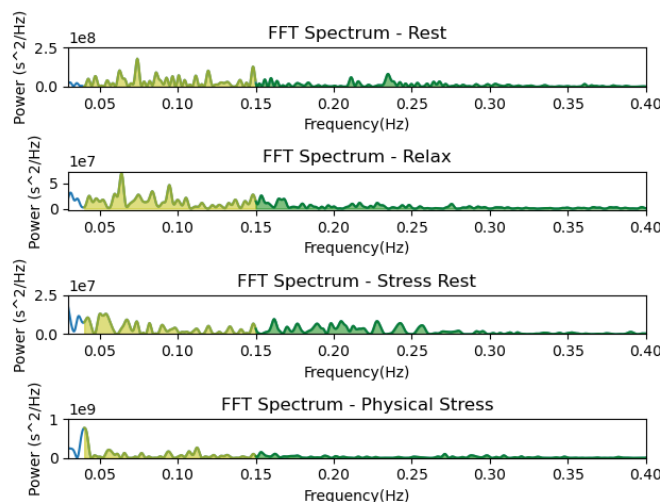 FFT Spectrum - Rest
1e8
Power (s^2/Hz)
2.5
0.0
0.05 0.10 0.15 0.20 0.25 0.30 0.35 0.40
Frequency(Hz)
FFT Spectrum - Relax
1e7
Power (s^2/Hz)
5
0
0.05 0.10 0.15 0.20 0.25 0.30 0.35 0.40
Frequency(Hz)
FFT Spectrum - Stress Rest
1e7
Power (s^2/Hz)
2.5
0.0
0.05 0.10 0.15 0.20 0.25 0.30 0.35 0.40
Frequency(Hz)
FFT Spectrum - Physical Stress
1e9
Power (s^2/Hz)
1
0
0.05 0.10 0.15 0.20 0.25 0.30 0.35 0.40
Frequency(Hz)